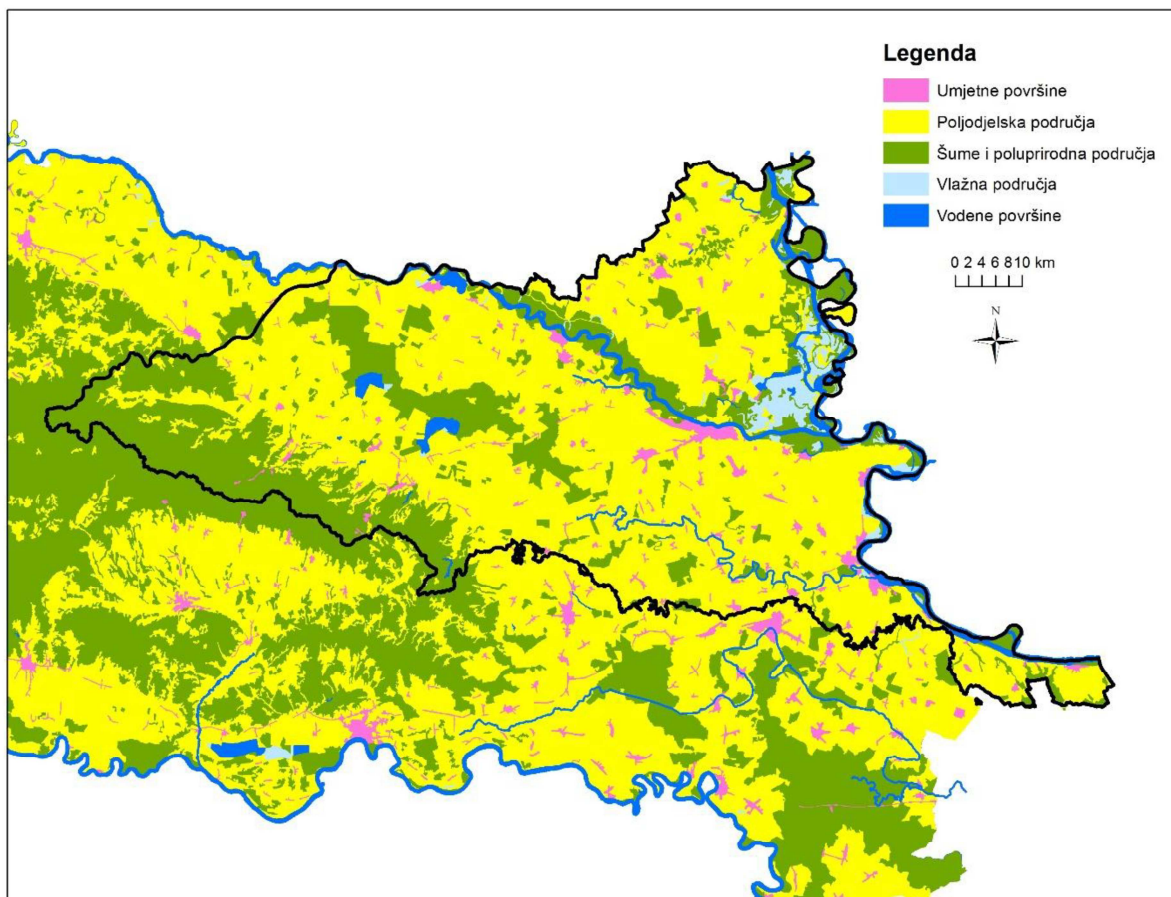 Legenda
Umjetne površine
Poljodjelska područja
Šume i poluprirodna područja
Vlažna područja
Vodene površine
0 2 4 6 8 10 km
N